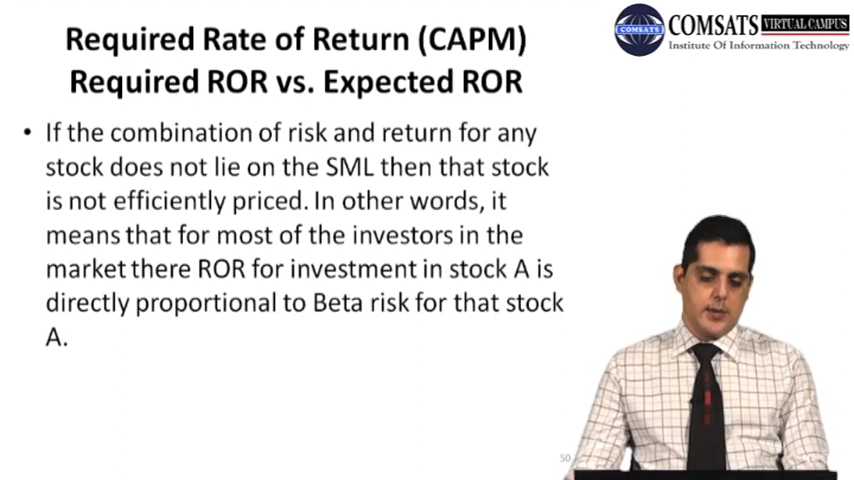 Required Rate of Return (CAPM)
Required ROR vs. Expected ROR
• If the combination of risk and return for any
stock does not lie on the SML then that stock
is not efficiently priced. In other words, it
means that for most of the investors in the
market there ROR for investment in stock A is
directly proportional to Beta risk for that stock
A.
COMSATS
COMSATS VIRTUAL CAMPUS
Institute Of Information Technology
50